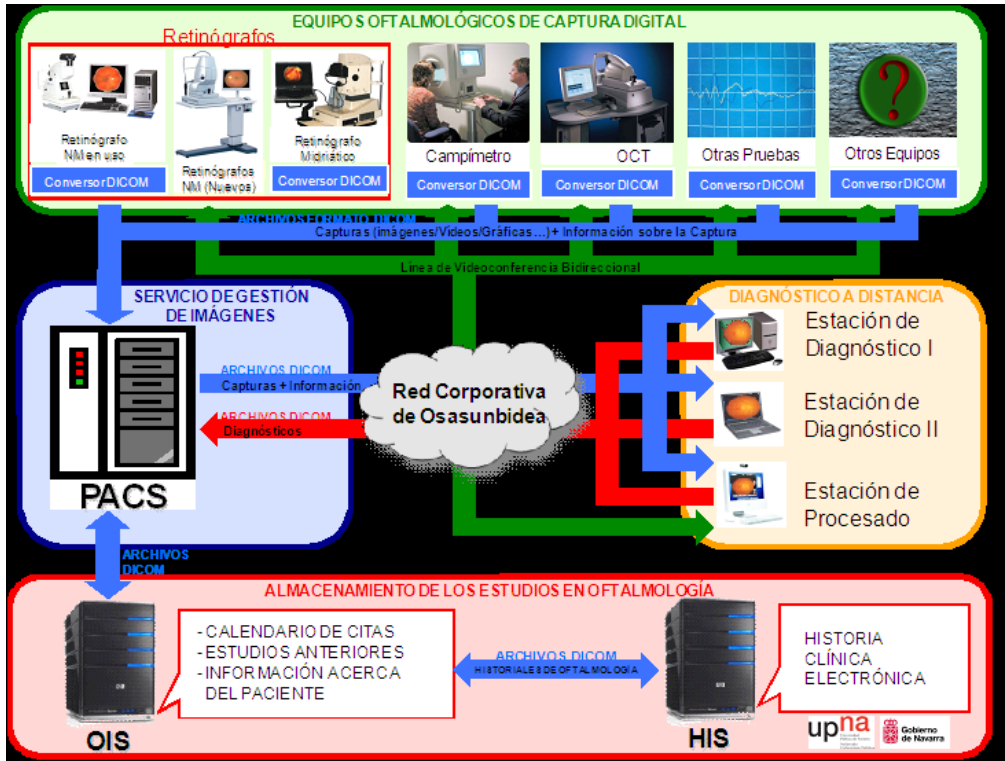 EQUIPOS OFTALMOLÓGICOS DE CAPTURA DIGITAL
Retinógrafos
Retinógrafo
NM en uso
Conversor DICOM
Retinógrafos
NM (Nuevos)
Retinógrafo
Midriático
Conversor DICOM
Campímetro
Conversor DICOM
OCT
Conversor DICOM
Otras Pruebas
Conversor DICOM
Otros Equipos
Conversor DICOM
ARCHIVOS FORMATO DICOM
Capturas (imágenes/Vídeos/Gráficas...) + Información sobre la Captura
Línea de Videoconferencia Bidireccional
SERVICIO DE GESTIÓN
DE IMÁGENES
PACS
ARCHIVOS DICOM
Capturas + Información
ARCHIVOS DICOM
Diagnósticos
Red Corporativa
de Osasunbidea
DIAGNÓSTICO A DISTANCIA
Estación de
Diagnóstico I
Estación de
Diagnóstico II
Estación de
Procesado
ARCHIVOS
DICOM
ALMACENAMIENTO DE LOS ESTUDIOS EN OFTALMOLOGÍA
- CALENDARIO DE CITAS
- ESTUDIOS ANTERIORES
- INFORMACIÓN ACERCA
DEL PACIENTE
OIS
ARCHIVOS DICOM
HISTORIALES DE OFTALMOLOGÍA
HISTORIA
CLÍNICA
ELECTRÓNICA
HIS
upna
Gobierno
de Navarra